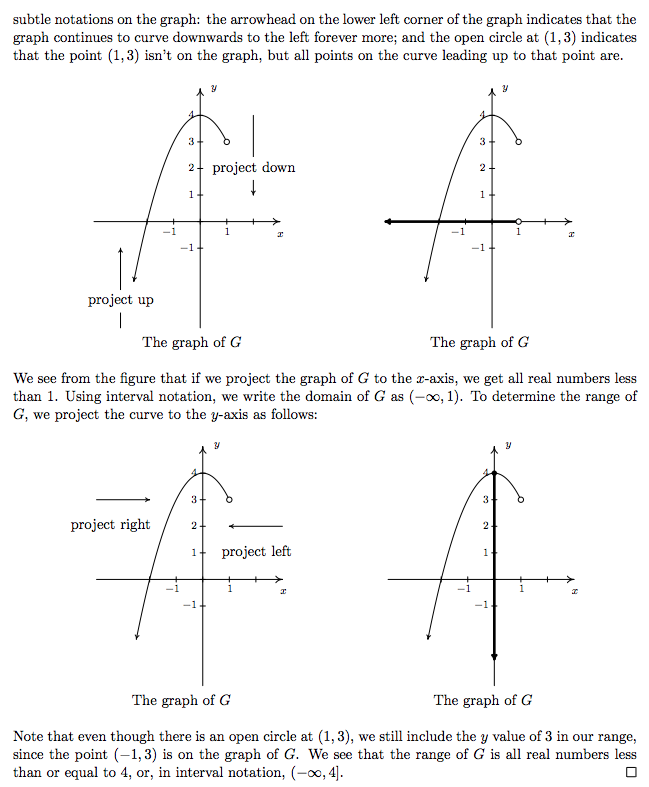 subtle notations on the graph: the arrowhead on the lower left corner of the graph indicates that the
graph continues to curve downwards to the left forever more; and the open circle at (1, 3) indicates
that the point (1, 3) isn't on the graph, but all points on the curve leading up to that point are.
y
4
3
2
1
−1
−1
1
x
project down
project up
The graph of G
y
4
3
2
1
−1
−1
1
x
The graph of G
We see from the figure that if we project the graph of G to the x-axis, we get all real numbers less
than 1. Using interval notation, we write the domain of G as (−∞, 1). To determine the range of
G, we project the curve to the y-axis as follows:
y
4
3
2
1
−1
−1
1
x
project right
project left
The graph of G
y
4
3
2
1
−1
−1
1
x
The graph of G
Note that even though there is an open circle at (1, 3), we still include the y value of 3 in our range,
since the point (−1, 3) is on the graph of G. We see that the range of G is all real numbers less
than or equal to 4, or, in interval notation, (−∞, 4]. □